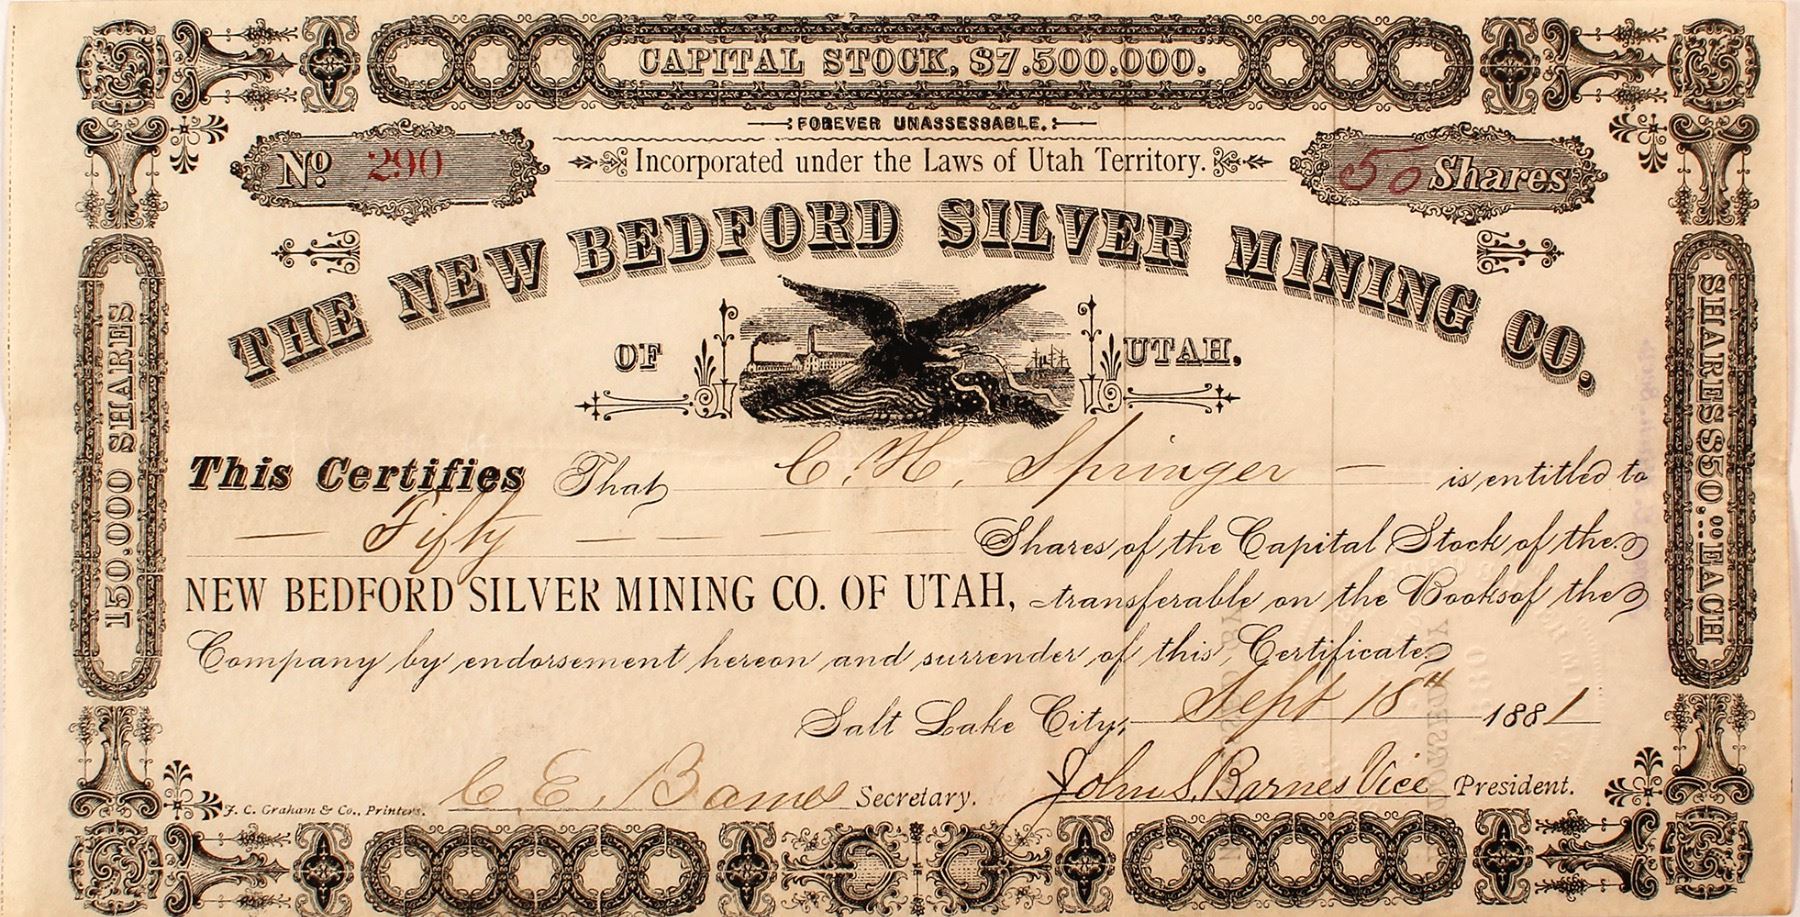 CAPITAL STOCK, $7.500.000.
FOREVER UNASSESSABLE.
No. 290
Incorporated under the Laws of Utah Territory.
50 Shares
THE NEW BEDFORD SILVER MINING CO.
OF UTAH.
150.000 SHARES
SHARES $50, EACH
This Certifies That C. H. Springer is entitled to
Fifty Shares of the Capital Stock of the
NEW BEDFORD SILVER MINING CO. OF UTAH, transferable on the Books of the
Company by endorsement hereon and surrender of this Certificate
Salt Lake City, Sept 18th 1881
C. E. Barnes Secretary. John S. Barnes Vice President.
F. C. Graham & Co., Printers.